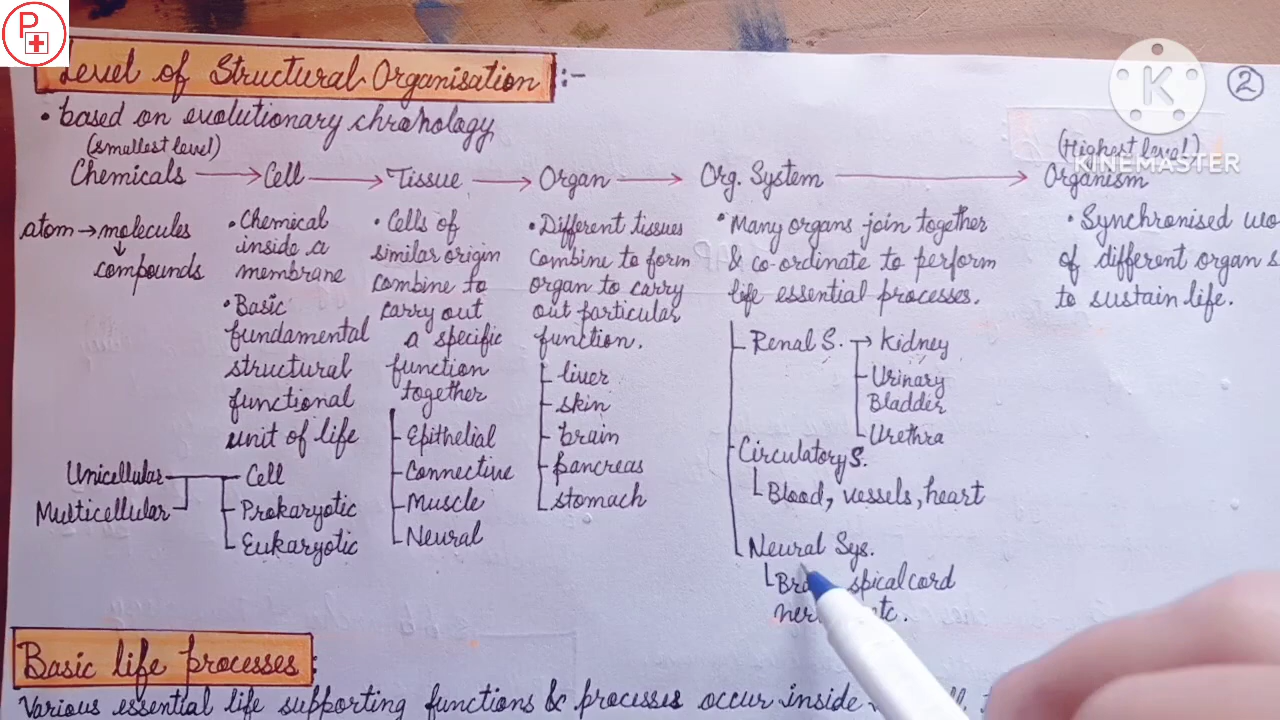 P
K
KINEMASTER
2
Level of Structural Organisation :-
• based on evolutionary chronology
(smallest level)
(Highest level)
Chemicals → Cell → Tissue → Organ → Org. System → Organism
atom → molecules
↓
compounds
• Chemical
inside a
membrane
• Basic
fundamental
structural
functional
unit of life
Unicellular
Multicellular
Cell
Prokaryotic
Eukaryotic
• Cells of
similar origin
combine to
carry out
a specific
function
together
Epithelial
Connective
Muscle
Neural
• Different tissues
combine to form
organ to carry
out particular
function.
liver
skin
brain
pancreas
stomach
• Many organs join together
& co-ordinate to perform
life essential processes.
Renal S. → Kidney
Urinary
Bladder
Urethra
Circulatory S.
Blood, vessels, heart
Neural Sys.
spical cord
etc.
• Synchronised
of different organ
to sustain life.
Basic life processes :
Various essential life supporting functions & processes occur inside